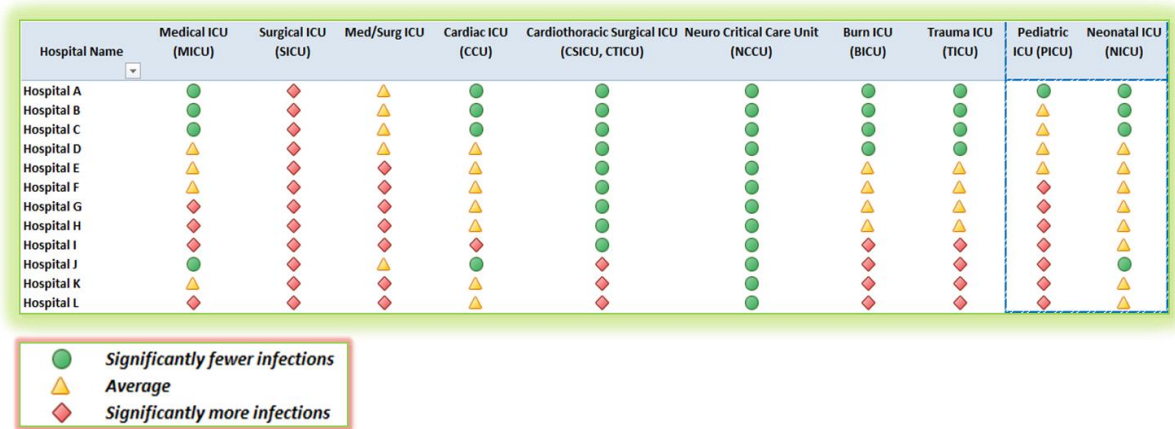 Hospital Name Medical ICU (MICU) Surgical ICU (SICU) Med/Surg ICU Cardiac ICU (CCU) Cardiothoracic Surgical ICU (CSICU, CTICU) Neuro Critical Care Unit (NCCU) Burn ICU (BICU) Trauma ICU (TICU) Pediatric ICU (PICU) Neonatal ICU (NICU)
Hospital A
Hospital B
Hospital C
Hospital D
Hospital E
Hospital F
Hospital G
Hospital H
Hospital I
Hospital J
Hospital K
Hospital L
Significantly fewer infections
Average
Significantly more infections